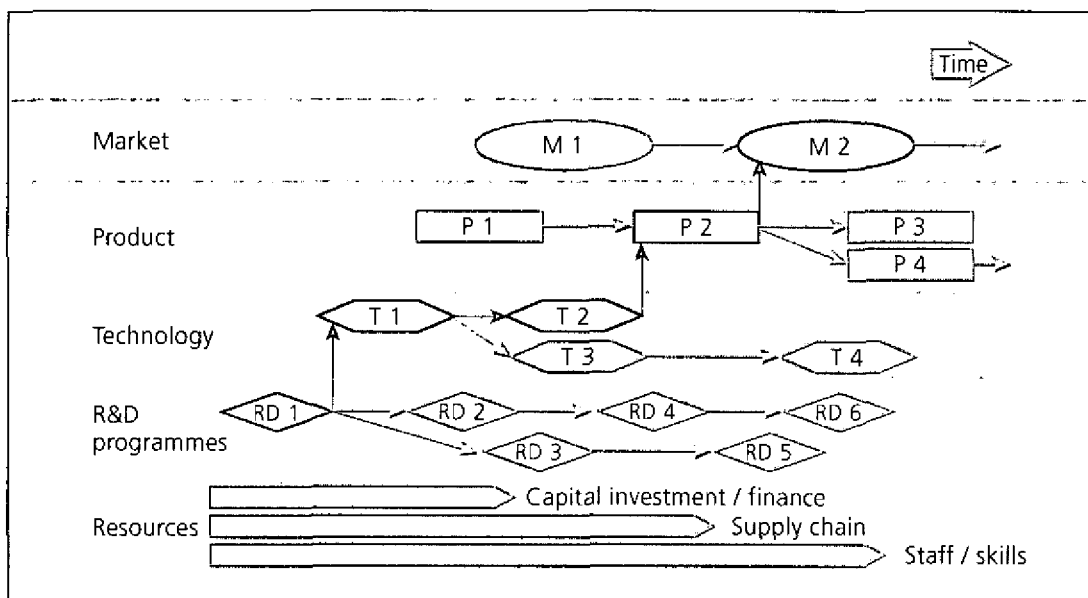 Time
Market
M 1
M 2
Product
P 1
P 2
P 3
P 4
Technology
T 1
T 2
T 3
T 4
R&D
programmes
RD 1
RD 2
RD 4
RD 6
RD 3
RD 5
Resources
Capital investment / finance
Supply chain
Staff / skills